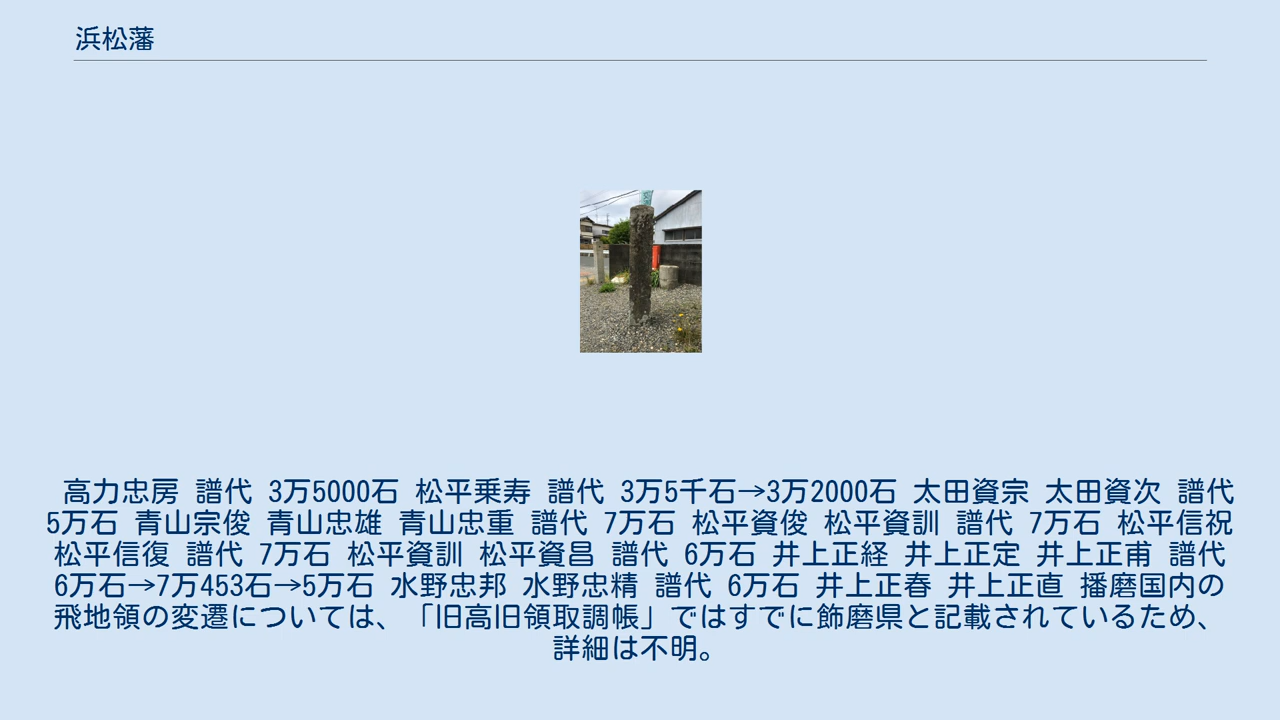 浜松藩
高力忠房 譜代 3万5000石 松平乗寿 譜代 3万5千石→3万2000石 太田資宗 太田資次 譜代
5万石 青山宗俊 青山忠雄 青山忠重 譜代 7万石 松平資俊 松平資訓 譜代 7万石 松平信祝
松平信復 譜代 7万石 松平資訓 松平資昌 譜代 6万石 井上正経 井上正定 井上正甫 譜代
6万石→7万453石→5万石 水野忠邦 水野忠精 譜代 6万石 井上正春 井上正直 播磨国内の
飛地領の変遷については、「旧高旧領取調帳」ではすでに飾磨県と記載されているため、
詳細は不明。